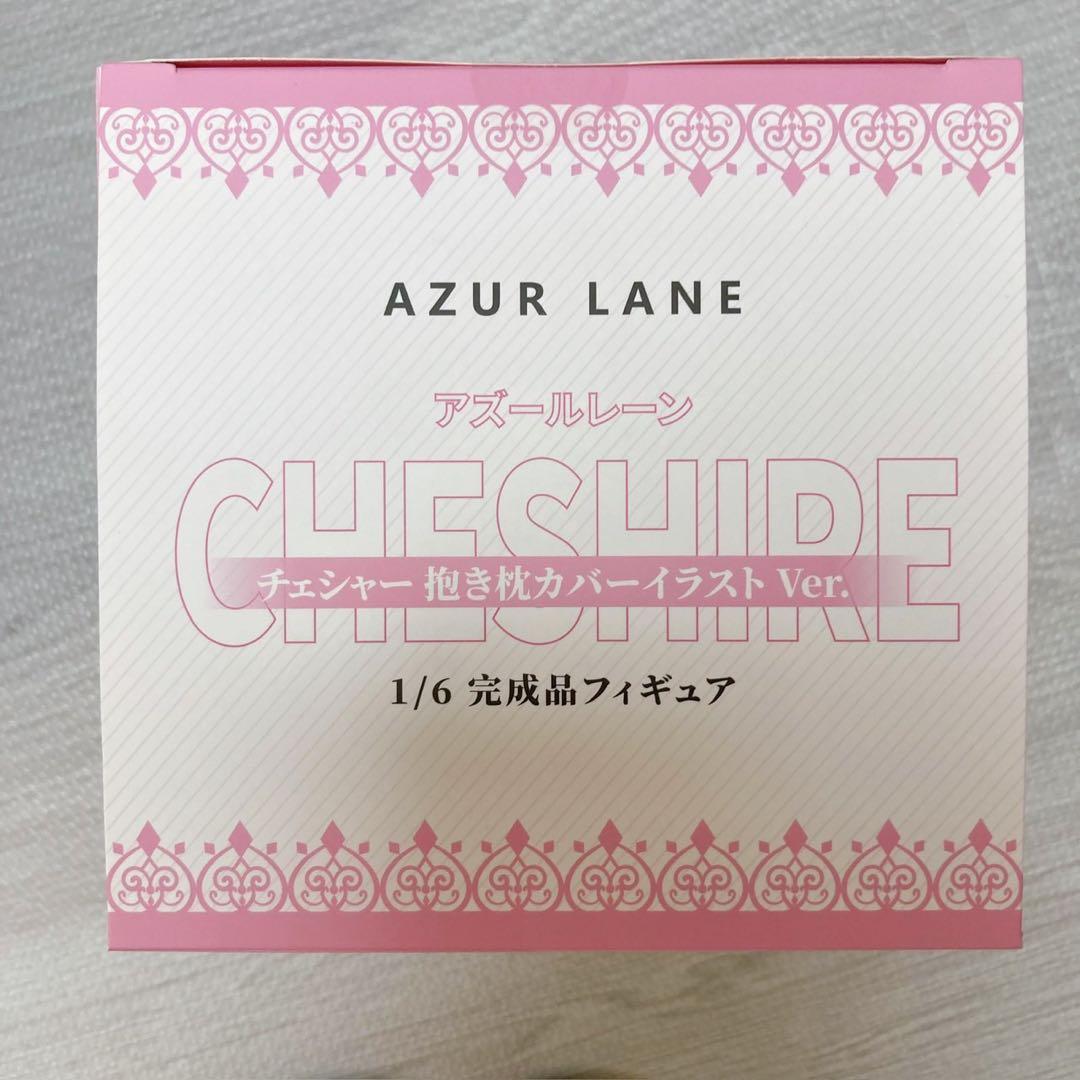 AZUR LANE
アズールレーン
CHESHIRE
チェシャー 抱き枕カバーイラスト Ver.
1/6 完成品フィギュア